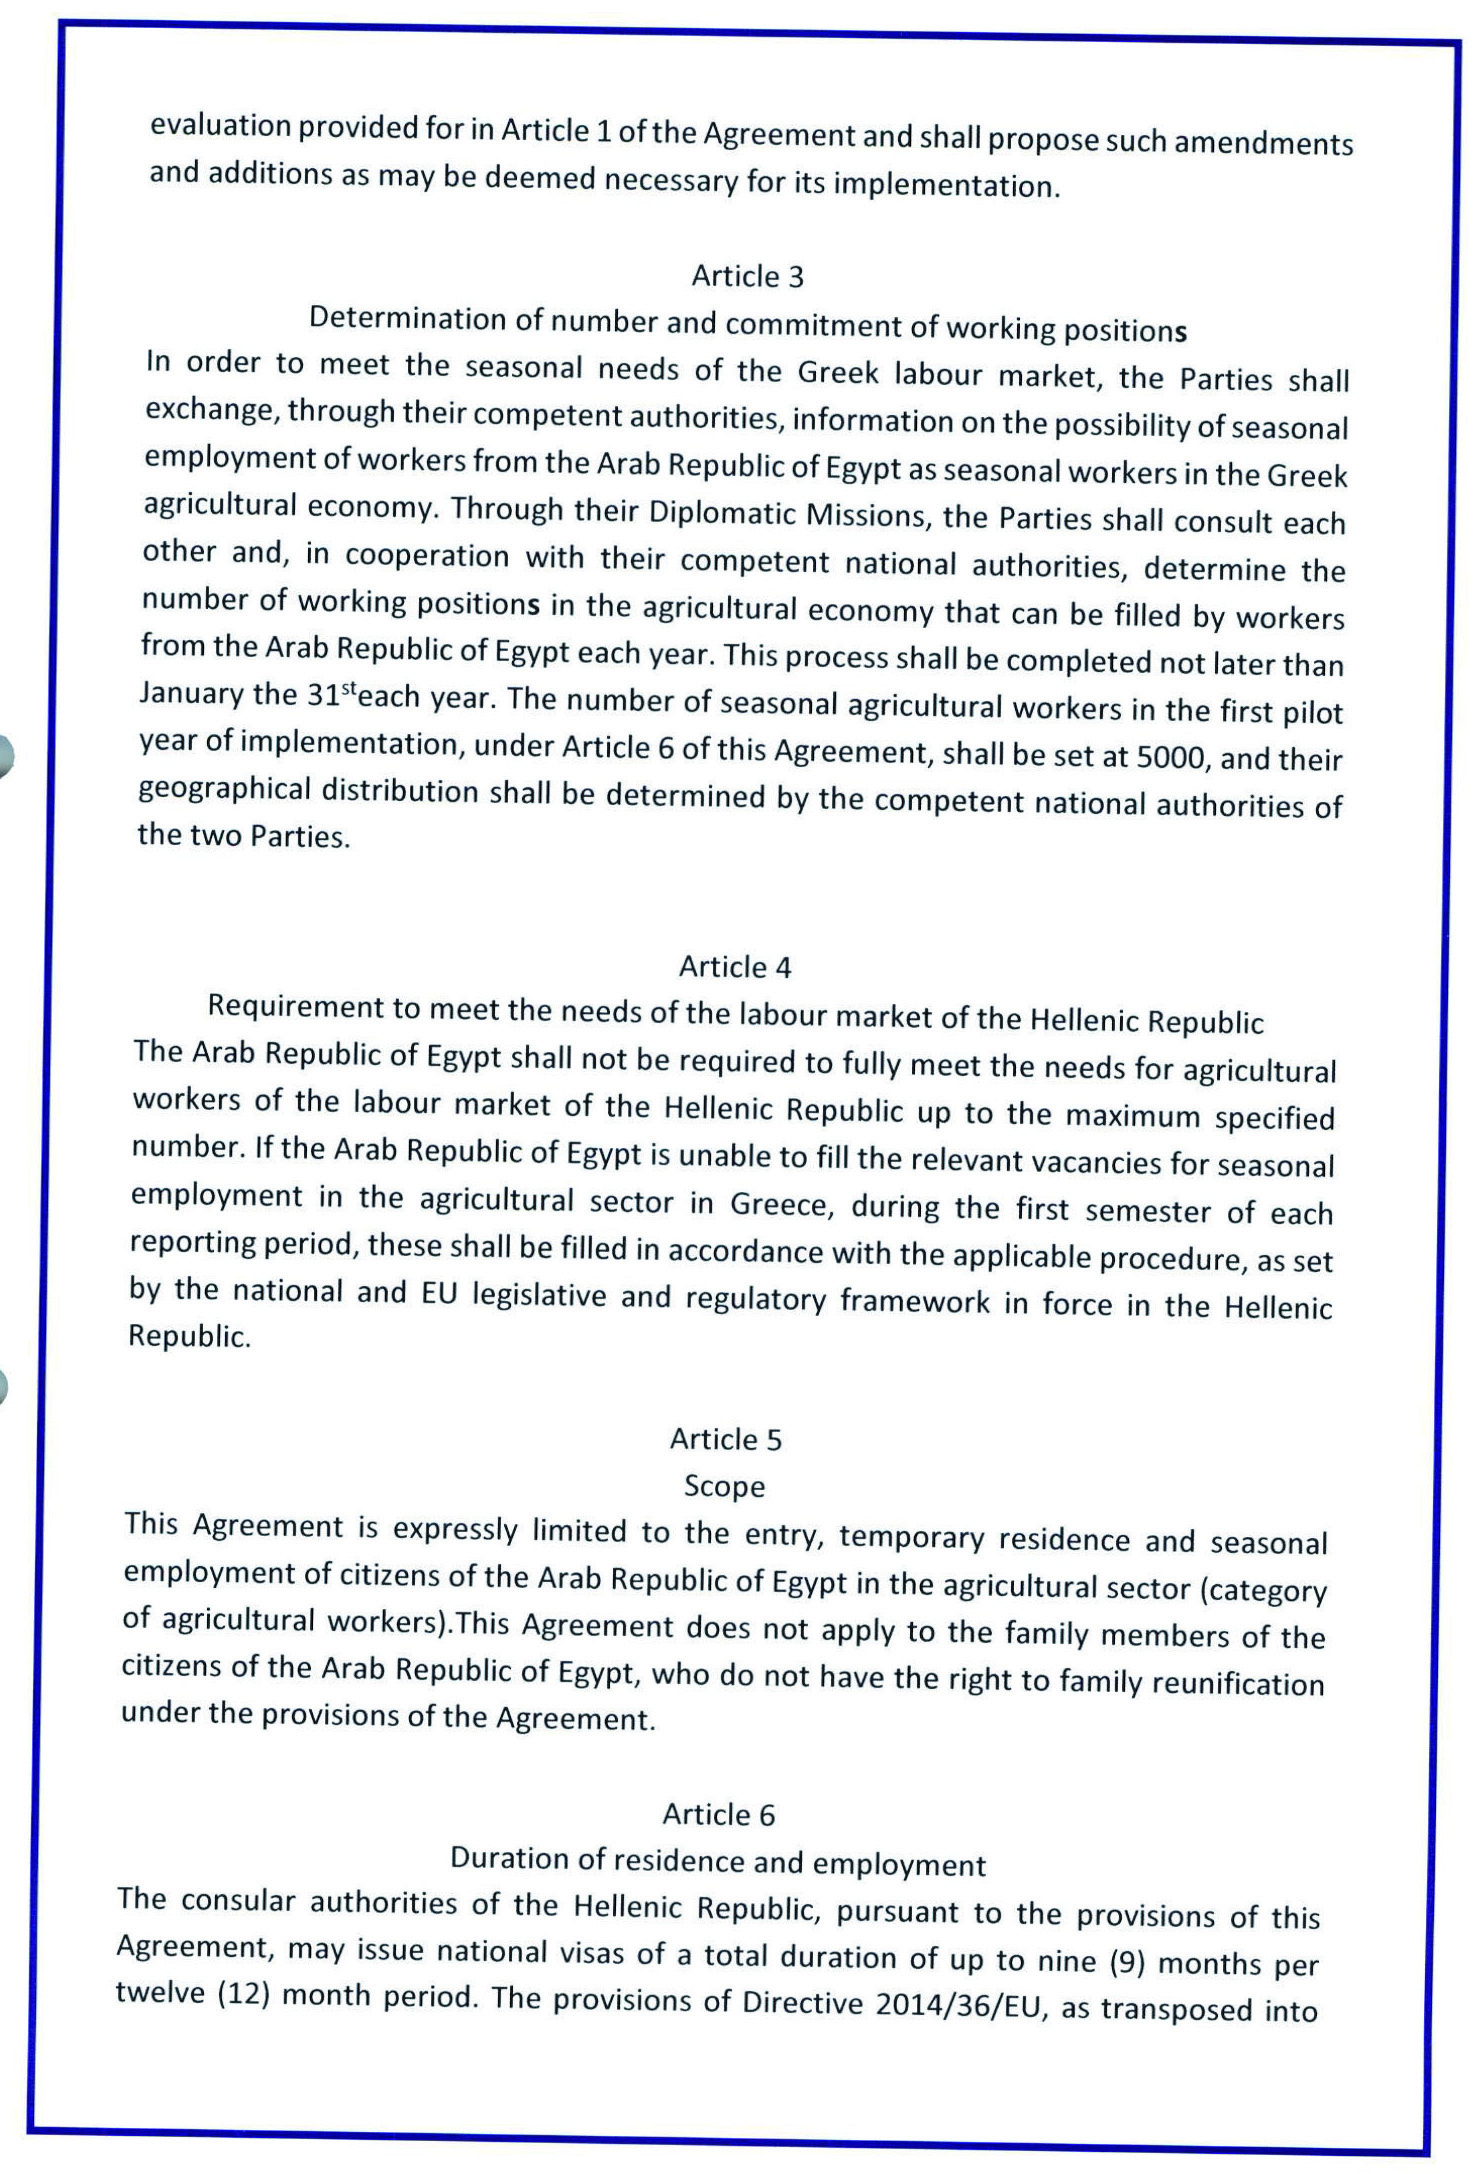 evaluation provided for in Article 1 of the Agreement and shall propose such amendments
and additions as may be deemed necessary for its implementation.
Article 3
Determination of number and commitment of working positions
In order to meet the seasonal needs of the Greek labour market, the Parties shall
exchange, through their competent authorities, information on the possibility of seasonal
employment of workers from the Arab Republic of Egypt as seasonal workers in the Greek
agricultural economy. Through their Diplomatic Missions, the Parties shall consult each
other and, in cooperation with their competent national authorities, determine the
number of working positions in the agricultural economy that can be filled by workers
from the Arab Republic of Egypt each year. This process shall be completed not later than
January the 31steach year. The number of seasonal agricultural workers in the first pilot
year of implementation, under Article 6 of this Agreement, shall be set at 5000, and their
geographical distribution shall be determined by the competent national authorities of
the two Parties.
Article 4
Requirement to meet the needs of the labour market of the Hellenic Republic
The Arab Republic of Egypt shall not be required to fully meet the needs for agricultural
workers of the labour market of the Hellenic Republic up to the maximum specified
number. If the Arab Republic of Egypt is unable to fill the relevant vacancies for seasonal
employment in the agricultural sector in Greece, during the first semester of each
reporting period, these shall be filled in accordance with the applicable procedure, as set
by the national and EU legislative and regulatory framework in force in the Hellenic
Republic.
Article 5
Scope
This Agreement is expressly limited to the entry, temporary residence and seasonal
employment of citizens of the Arab Republic of Egypt in the agricultural sector (category
of agricultural workers).This Agreement does not apply to the family members of the
citizens of the Arab Republic of Egypt, who do not have the right to family reunification
under the provisions of the Agreement.
Article 6
Duration of residence and employment
The consular authorities of the Hellenic Republic, pursuant to the provisions of this
Agreement, may issue national visas of a total duration of up to nine (9) months per
twelve (12) month period. The provisions of Directive 2014/36/EU, as transposed into